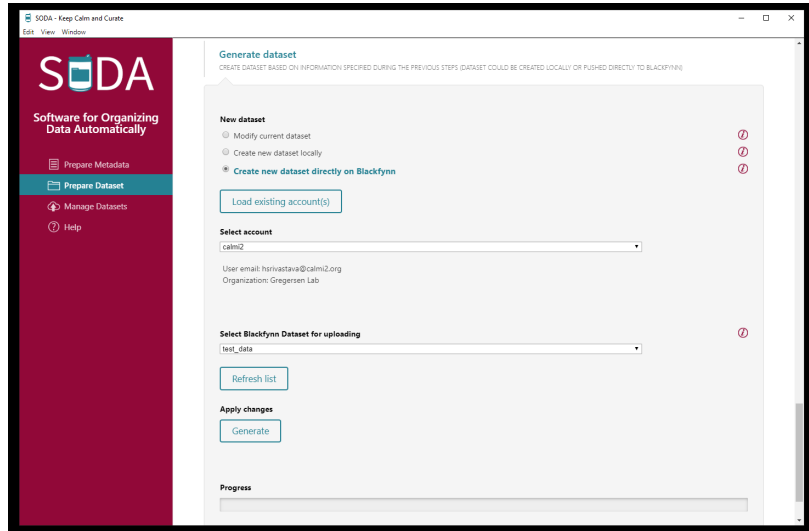 SODA - Keep Calm and Curate
Edit View Window
SODA
Software for Organizing
Data Automatically
Prepare Metadata
Prepare Dataset
Manage Datasets
Help
Generate dataset
CREATE DATASET BASED ON INFORMATION SPECIFIED DURING THE PREVIOUS STEPS (DATASET COULD BE CREATED LOCALLY OR PUSHED DIRECTLY TO BLACKFYNN)
New dataset
Modify current dataset
Create new dataset locally
Create new dataset directly on Blackfynn
Load existing account(s)
Select account
calmi2
User email: hsrivastava@calmi2.org
Organization: Gregersen Lab
Select Blackfynn Dataset for uploading
test_data
Refresh list
Apply changes
Generate
Progress